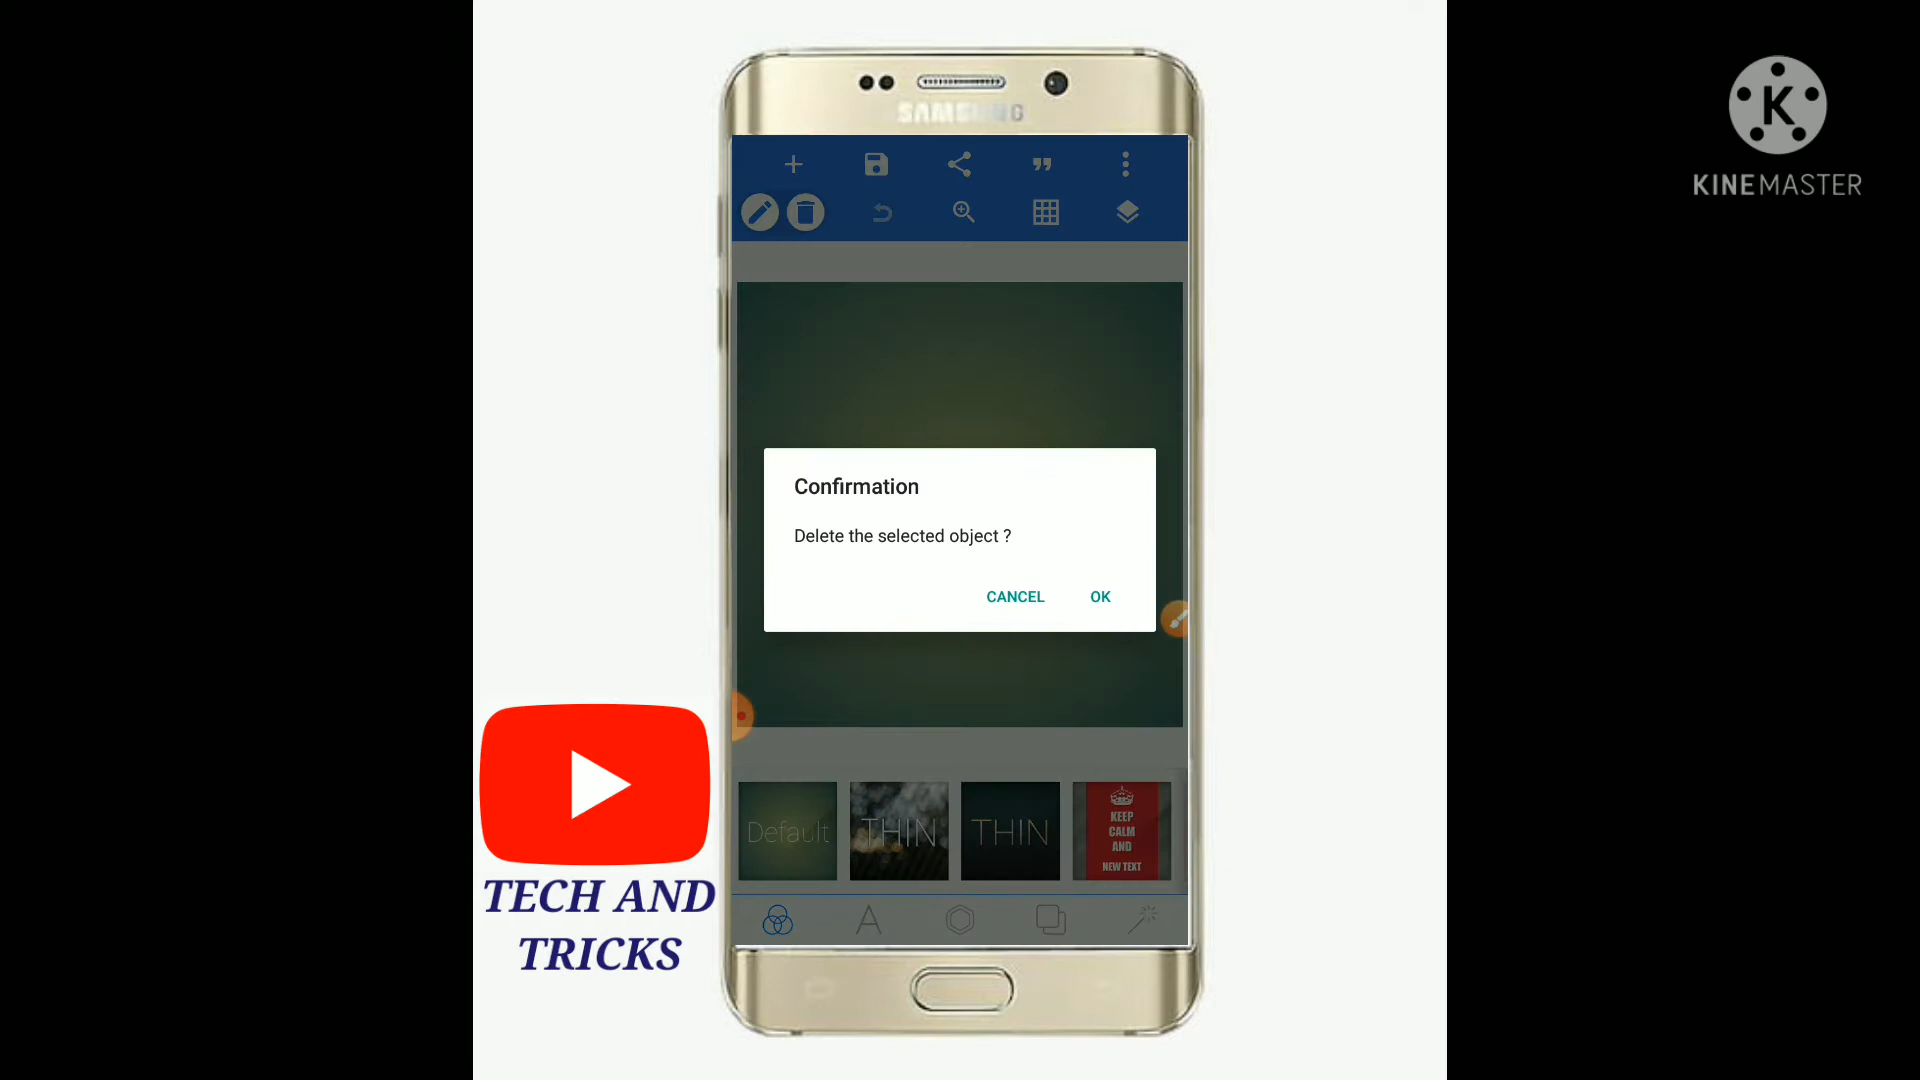 SAMSUNG
K
KINEMASTER
Confirmation
Delete the selected object ?
CANCEL OK
Default
THIN
THIN
KEEP
CALM
AND
NEW TEXT
TECH AND
TRICKS